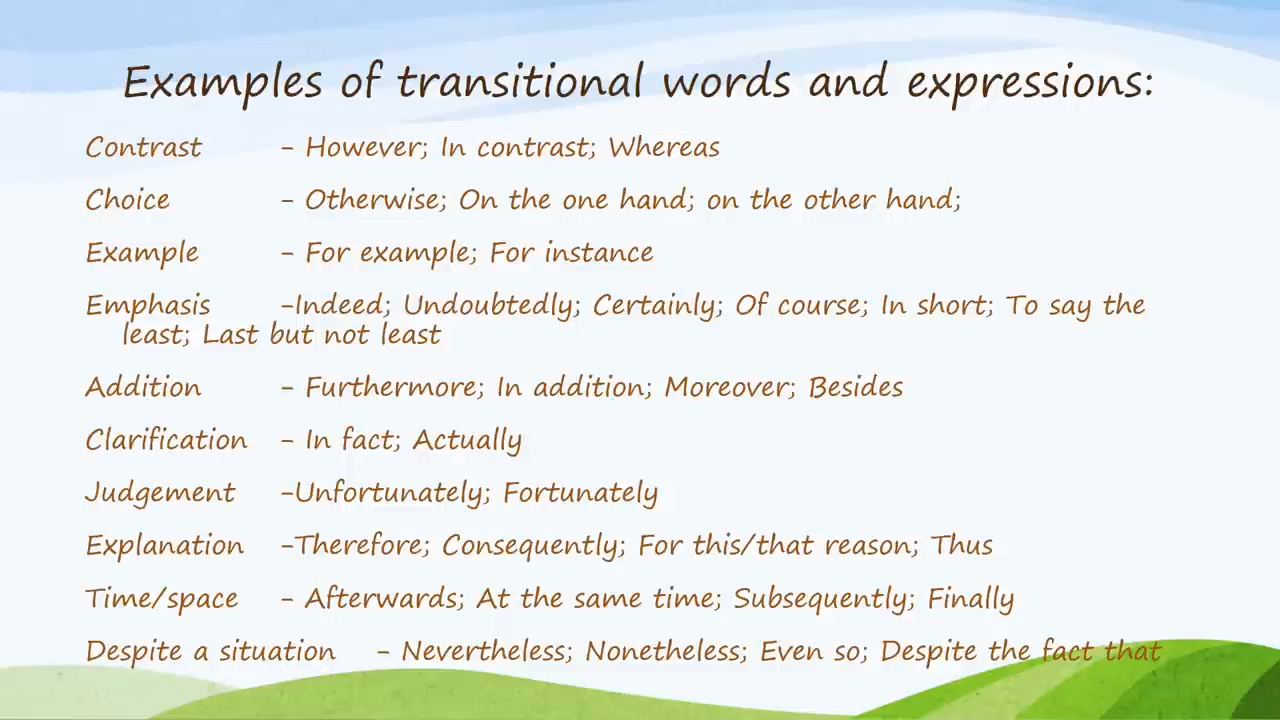 Examples of transitional words and expressions:
Contrast - However; In contrast; Whereas
Choice - Otherwise; On the one hand; on the other hand;
Example - For example; For instance
Emphasis -Indeed; Undoubtedly; Certainly; Of course; In short; To say the
least; Last but not least
Addition - Furthermore; In addition; Moreover; Besides
Clarification - In fact; Actually
Judgement -Unfortunately; Fortunately
Explanation -Therefore; Consequently; For this/that reason; Thus
Time/space - Afterwards; At the same time; Subsequently; Finally
Despite a situation - Nevertheless; Nonetheless; Even so; Despite the fact that